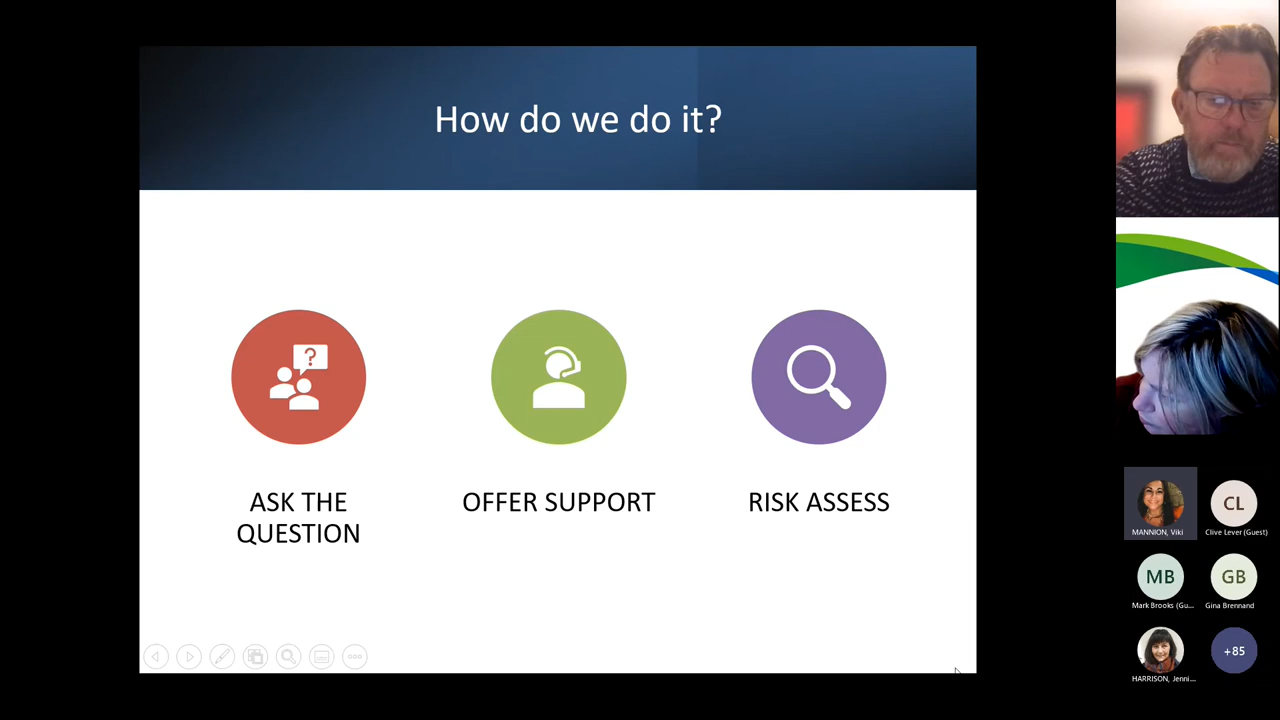 How do we do it?
?
ASK THE
QUESTION
OFFER SUPPORT
RISK ASSESS
CL
MANNION, Viki
Clive Lever (Guest)
MB
GB
Mark Brooks (Gu...
Gina Brennand
+85
HARRISON, Jenni...